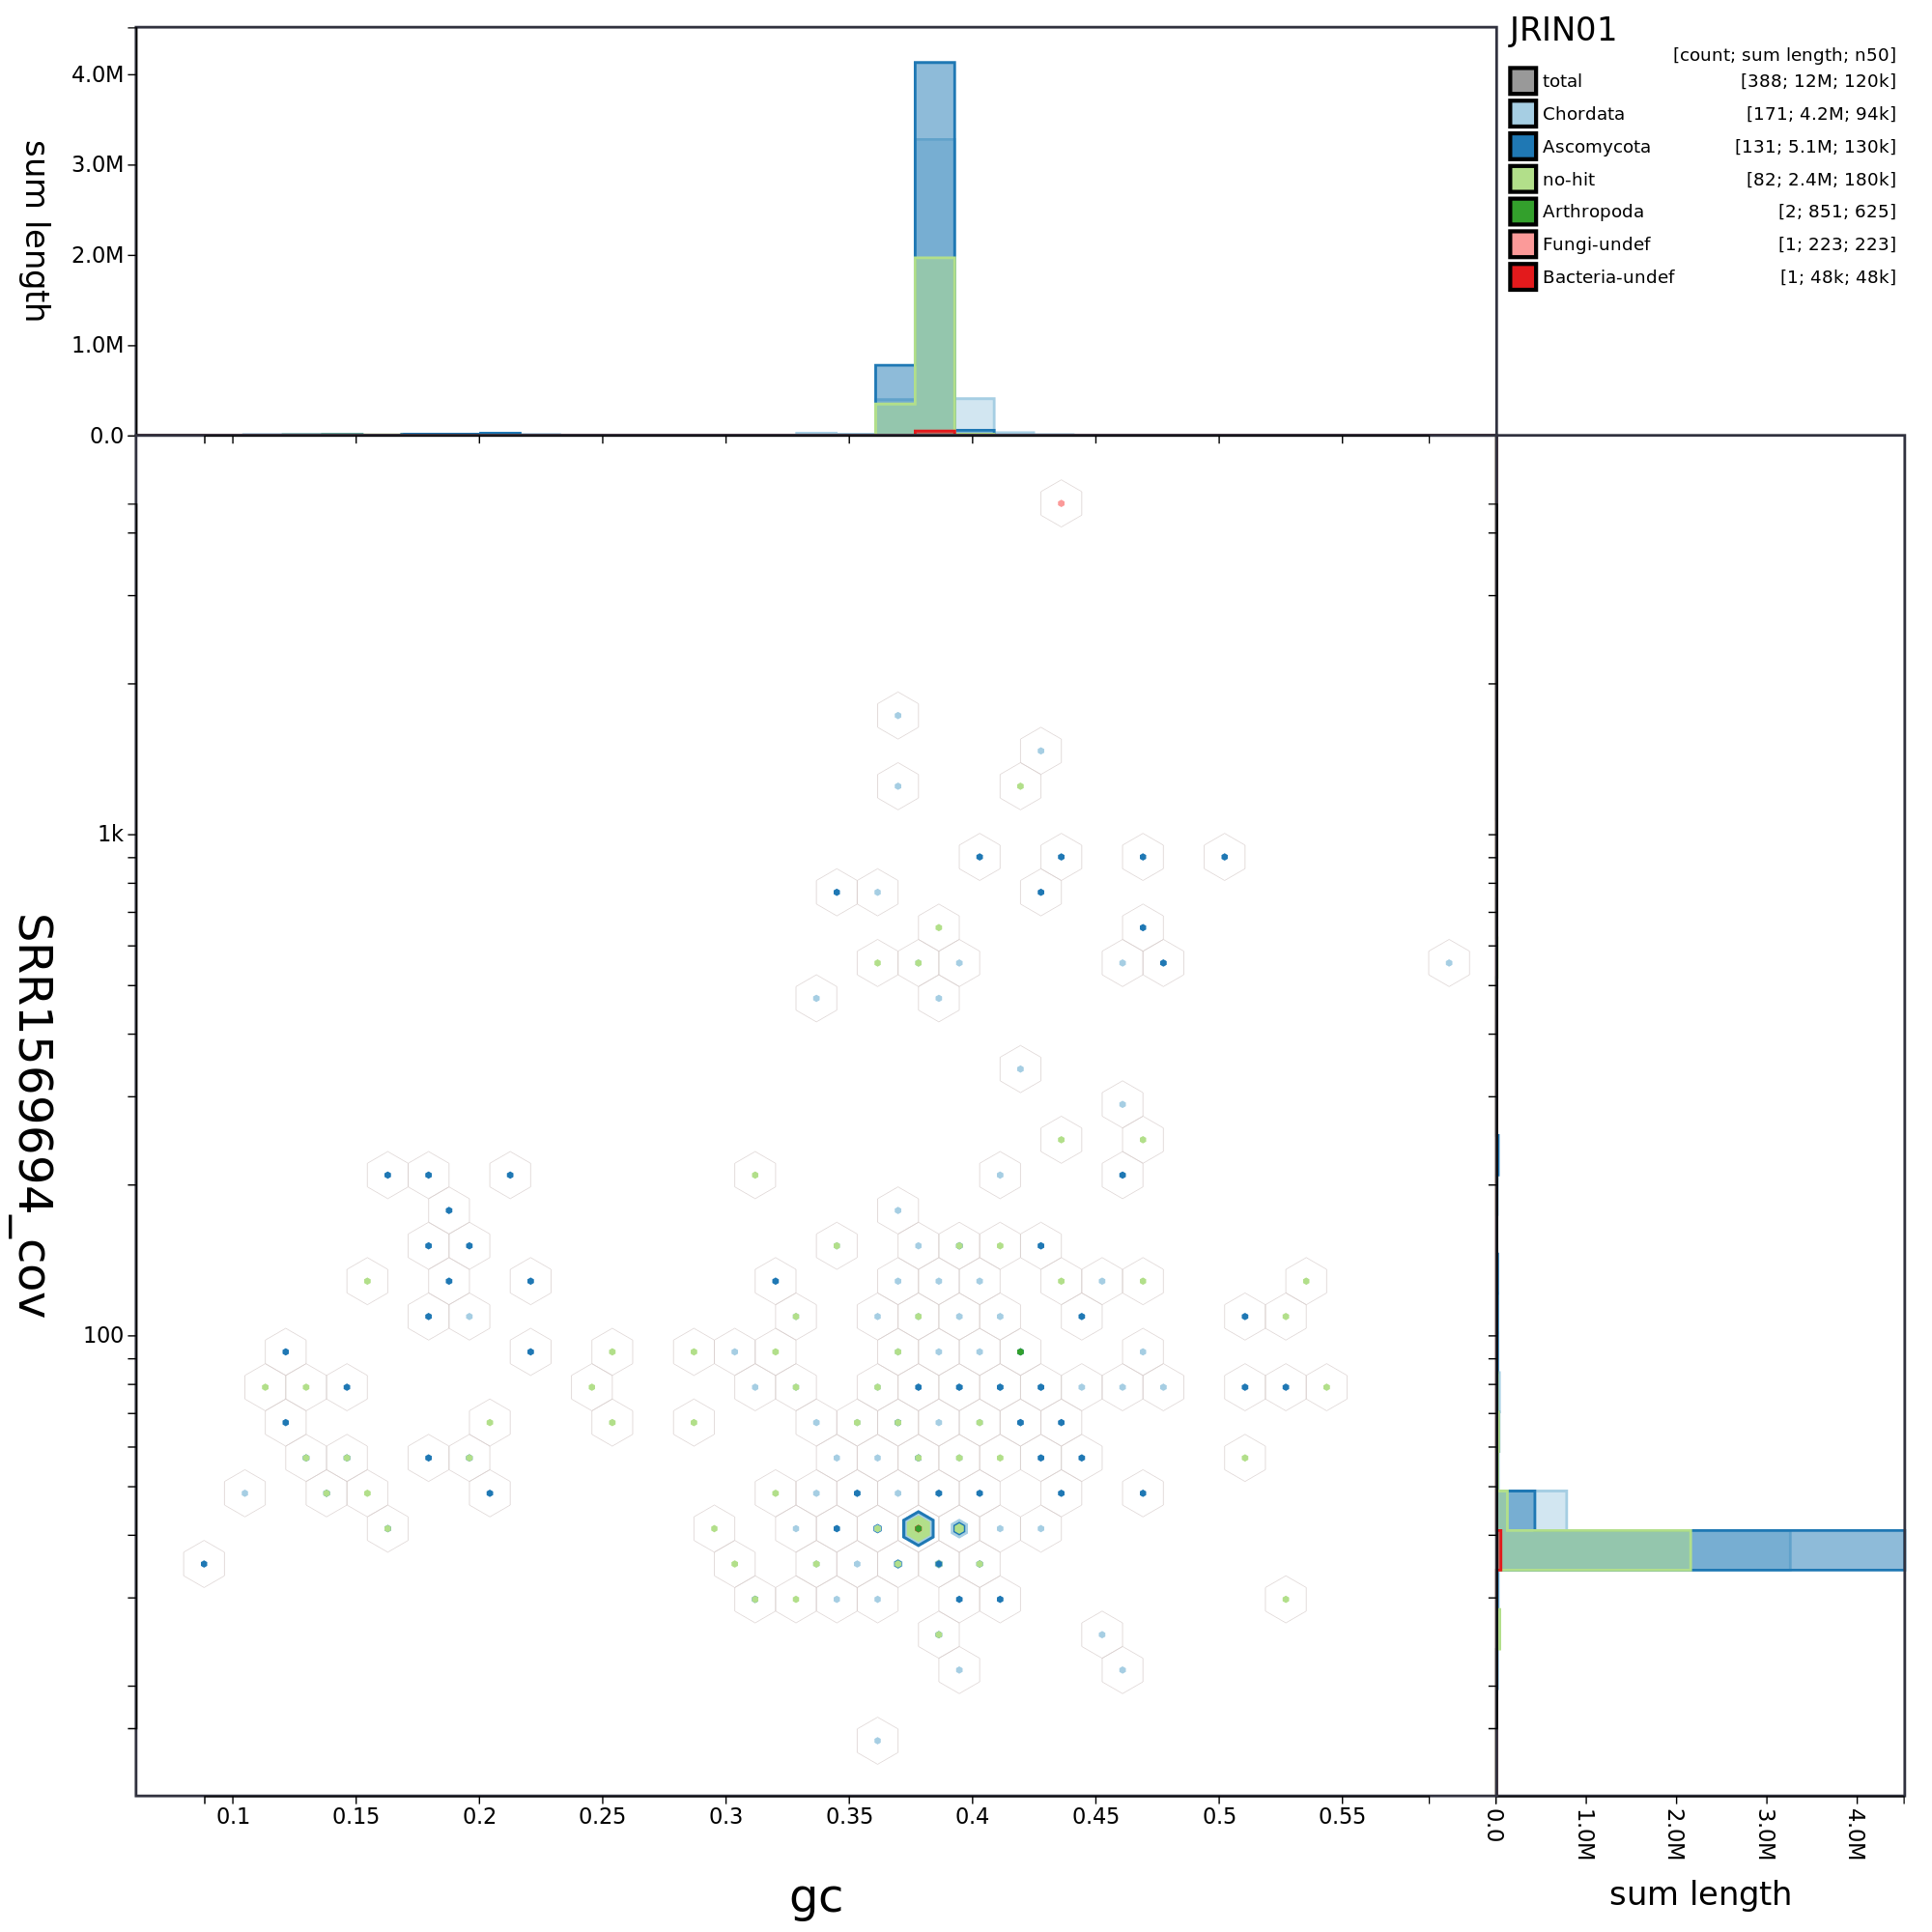 JRIN01
[count; sum length; n50]
total [388; 12M; 120k]
Chordata [171; 4.2M; 94k]
Ascomycota [131; 5.1M; 130k]
no-hit [82; 2.4M; 180k]
Arthropoda [2; 851; 625]
Fungi-undef [1; 223; 223]
Bacteria-undef [1; 48k; 48k]
sum length
4.0M
3.0M
2.0M
1.0M
0.0
SRR1569694_cov
1k
100
0.1 0.15 0.2 0.25 0.3 0.35 0.4 0.45 0.5 0.55
gc
0.0 1.0M 2.0M 3.0M 4.0M
sum length